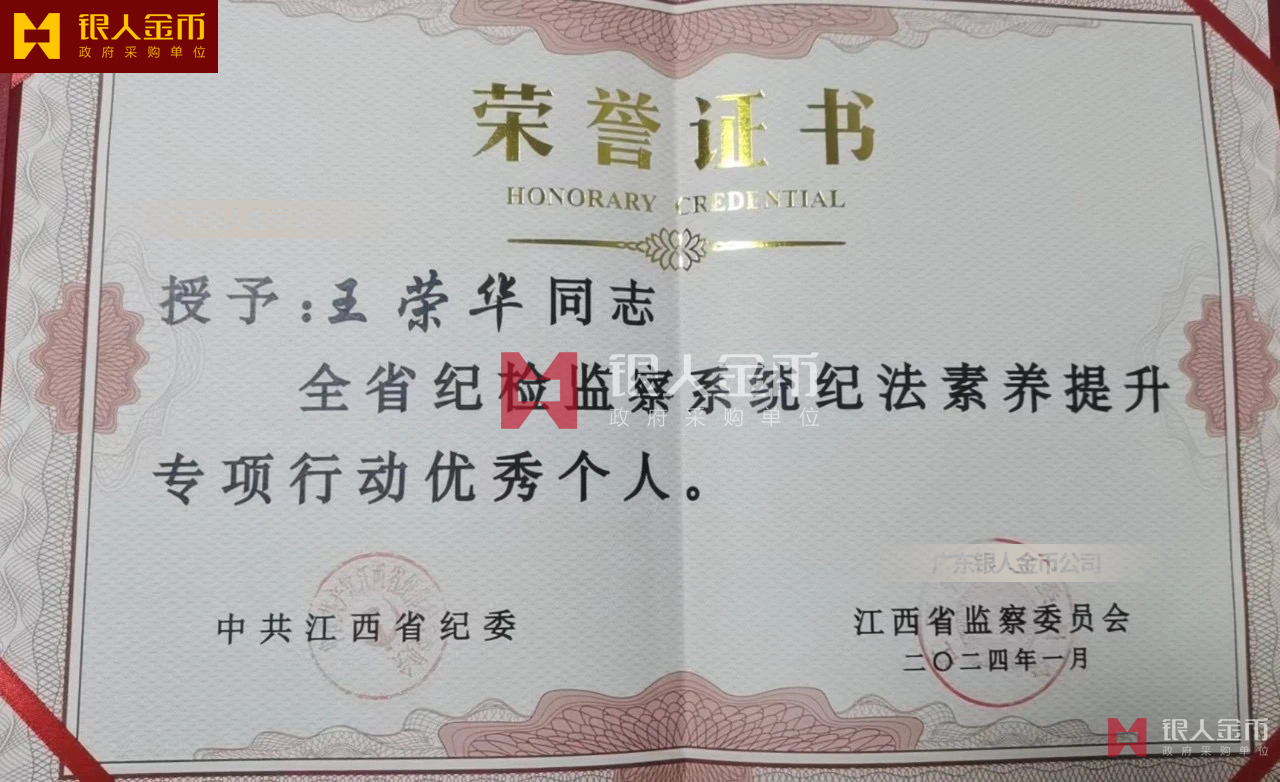 银人金币
政府采购单位
荣誉证书
HONORARY CREDENTIAL
授予：王荣华同志
全省纪检监察系统纪法素养提升
专项行动优秀个人。
银人金币
政府采购单位
广东银人金币公司
中共江西省纪委
江西省监察委员会
二〇二四年一月
银人金币
政府采购单位